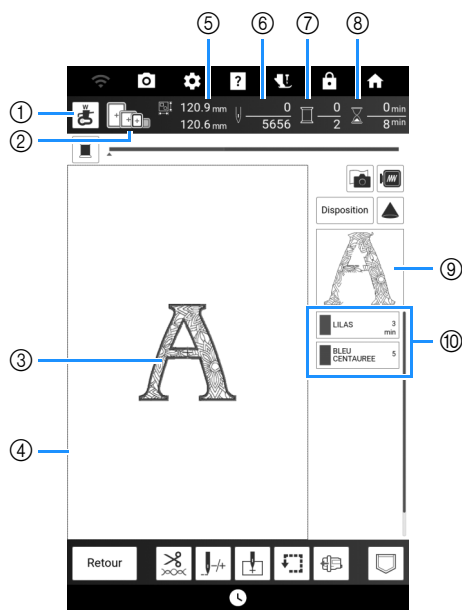 ⑤ ⑥ ⑦ ⑧
?
① W 120.9 mm 0 0 0 min
120.6 mm 5656 2 8 min
②
Disposition
⑨
LILAS 3 min
③ BLEU CENTAUREE 5 ⑩
A
④
Retour
-/+